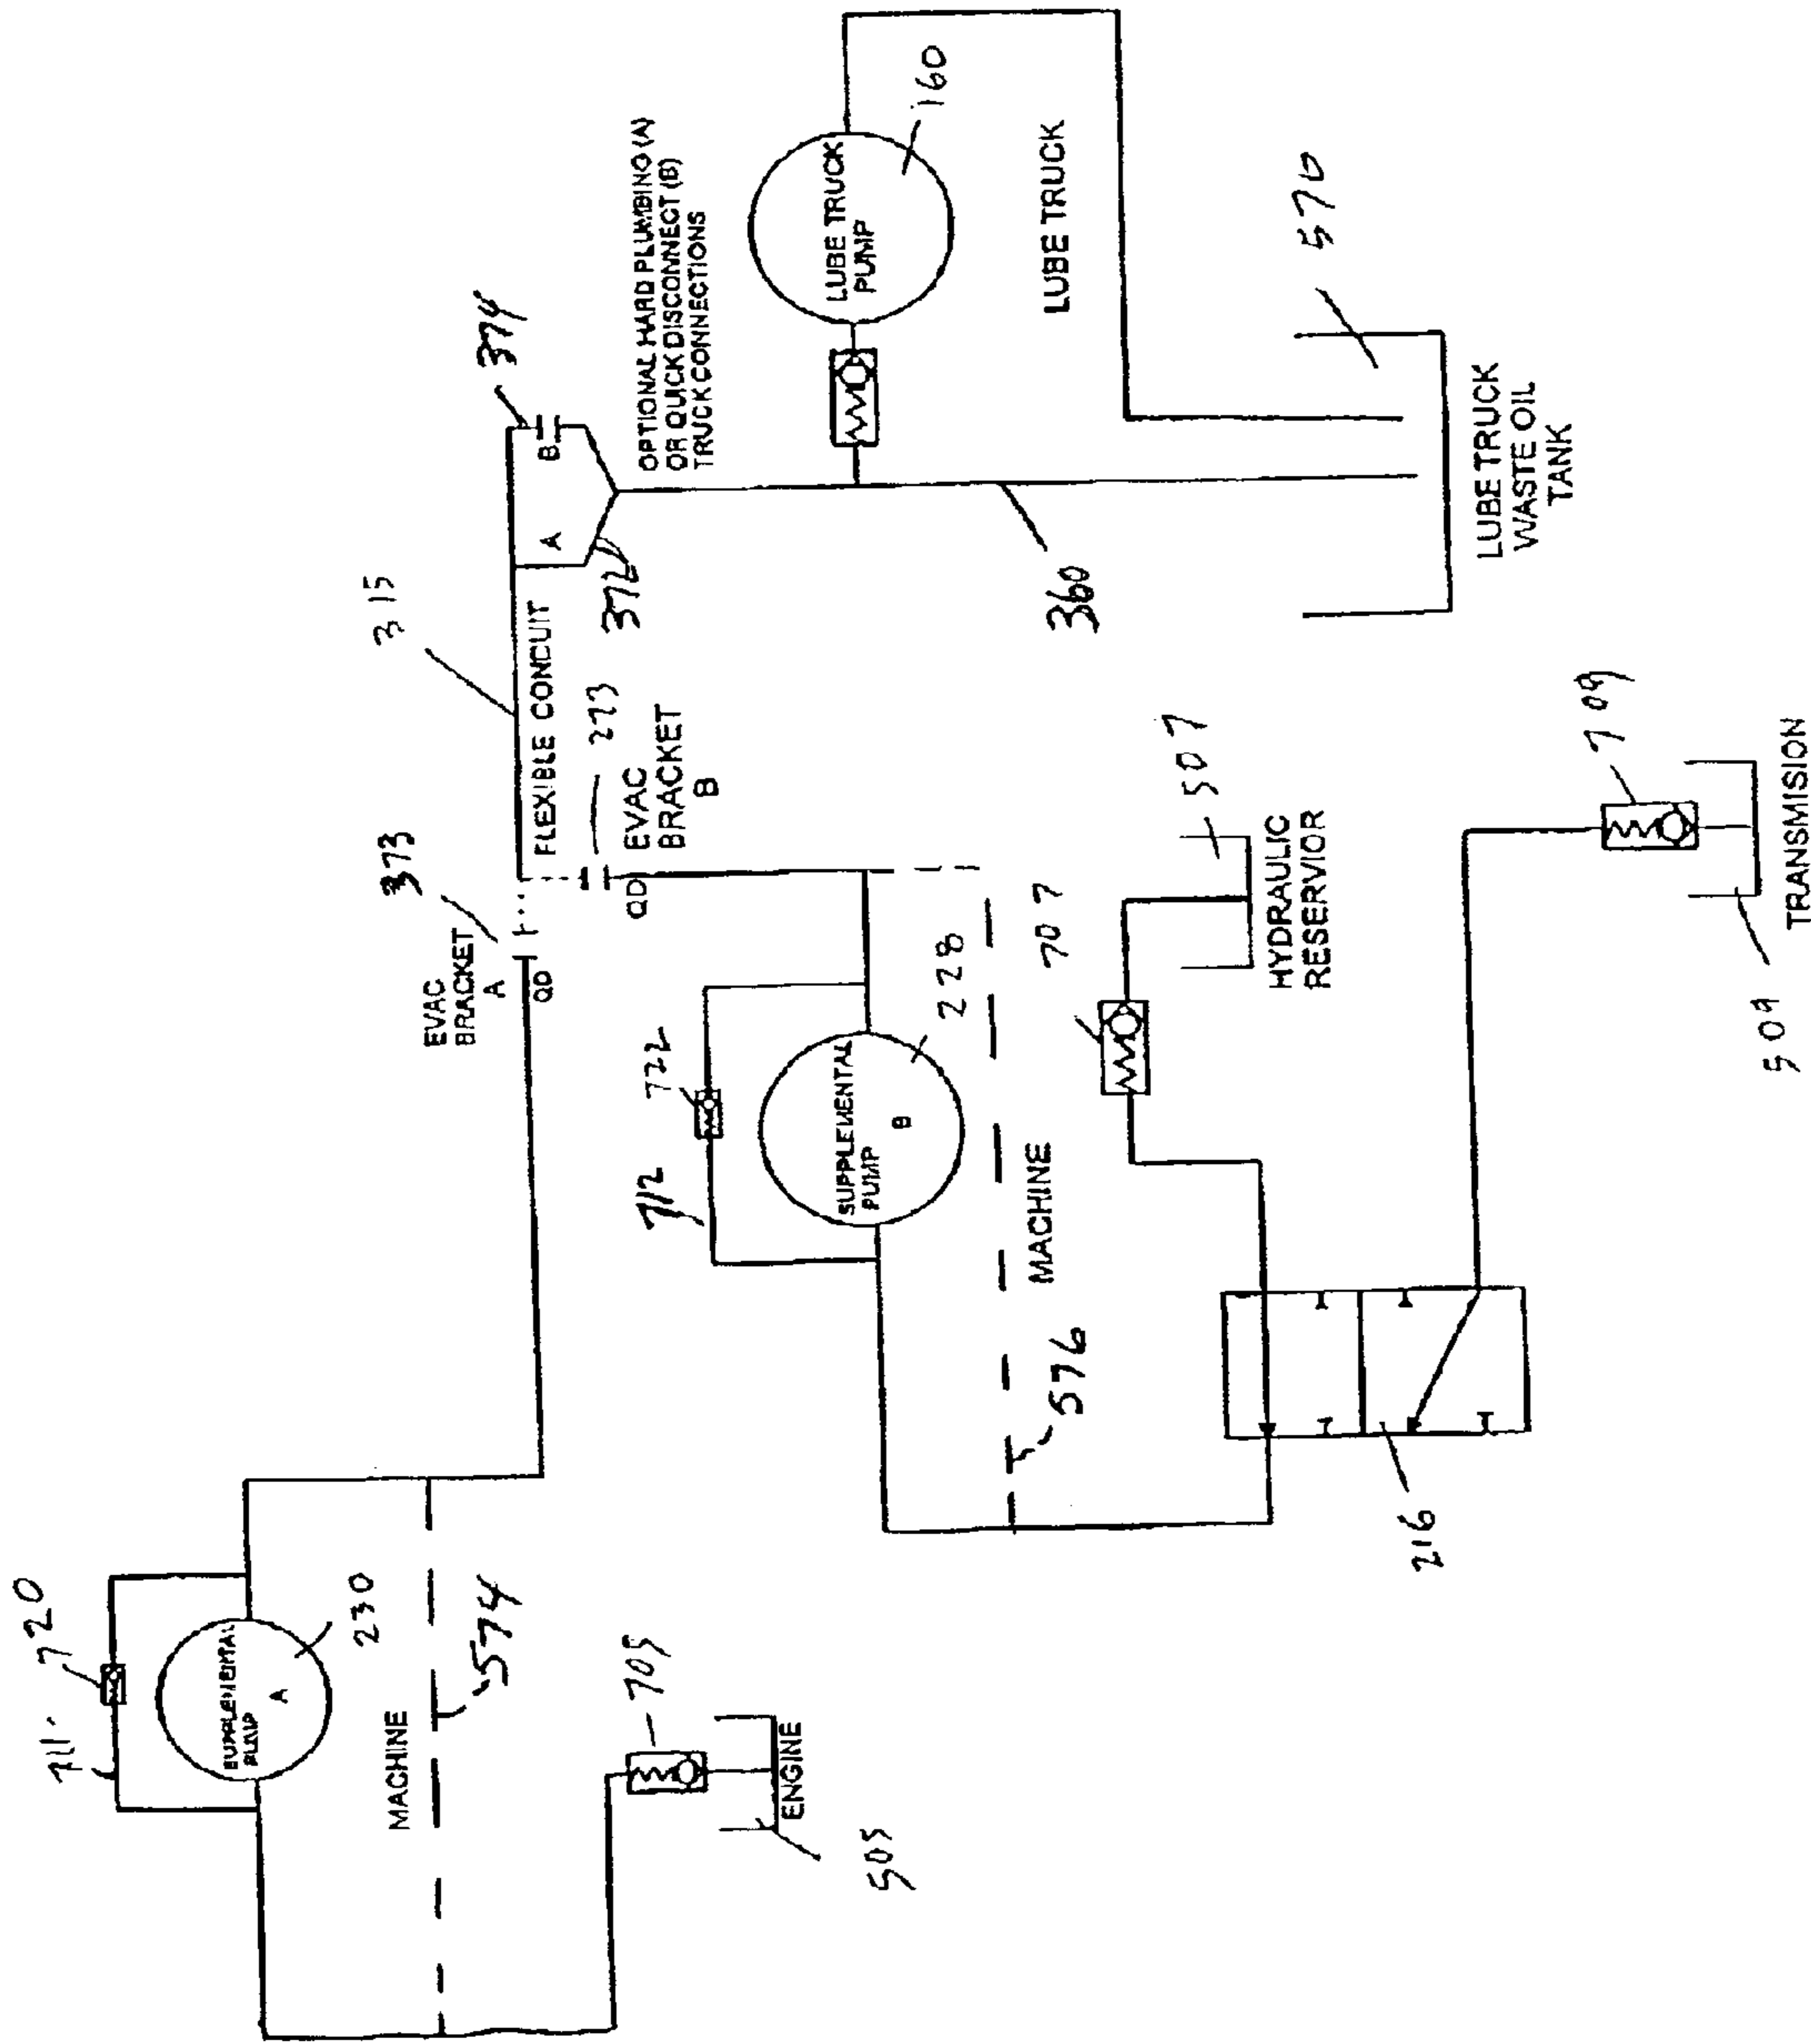 720
711
SUPPLEMENTAL
PUMP
A
230
MACHINE
574
705
ENGINE
505
EVAC
BRACKET
A
QD
373
FLEXIBLE CONCUIT
315
273
QD EVAC
BRACKET
B
A
B
374
372
OPTIONAL HARD PLUMBING (A)
OR QUICK DISCONNECT (B)
TRUCK CONNECTIONS
LUBE TRUCK
PUMP
160
LUBE TRUCK
360
570
LUBE TRUCK
WASTE OIL
TANK
722
712
SUPPLEMENTAL
PUMP
B
228
MACHINE
576
707
507
HYDRAULIC
RESERVIOR
216
709
509
TRANSMISION